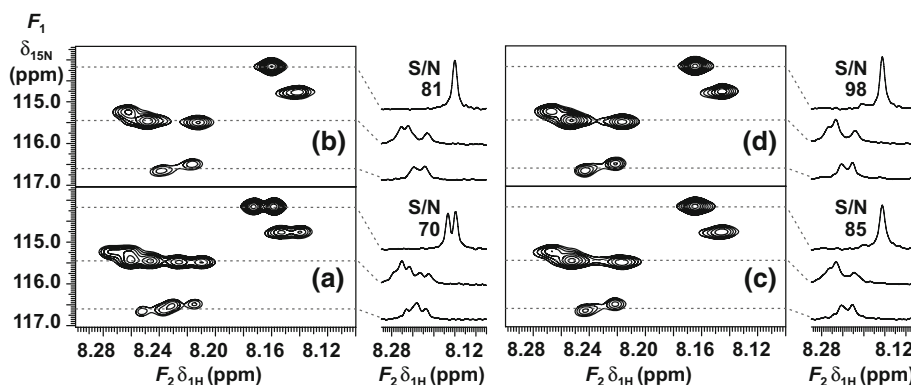 F1
δ15N
(ppm)
115.0
116.0
117.0
115.0
116.0
117.0
(b)
(a)
S/N
81
S/N
70
8.28 8.24 8.20 8.16 8.12
F2 δ1H (ppm)
8.28 8.12
F2 δ1H (ppm)
(d)
(c)
S/N
98
S/N
85
8.28 8.24 8.20 8.16 8.12
F2 δ1H (ppm)
8.28 8.12
F2 δ1H (ppm)